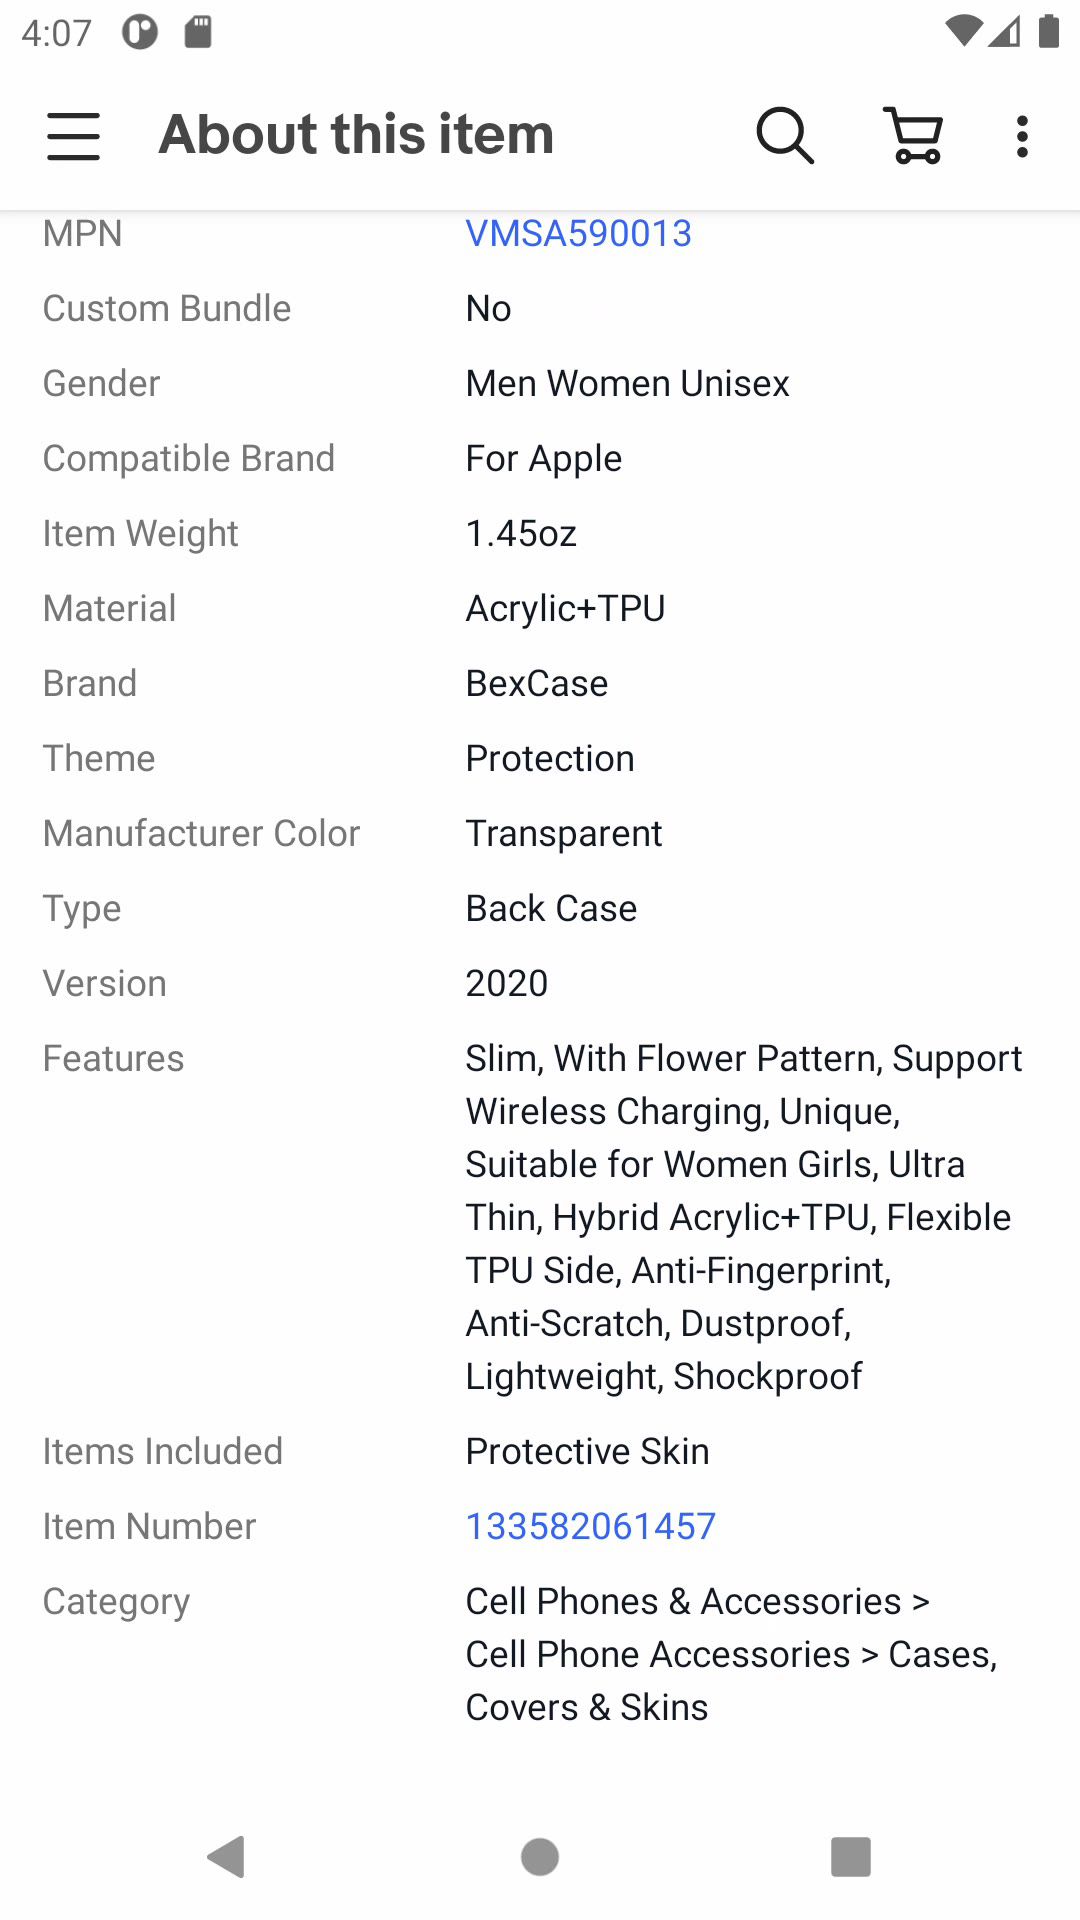 4:07
About this item
MPN VMSA590013
Custom Bundle No
Gender Men Women Unisex
Compatible Brand For Apple
Item Weight 1.45oz
Material Acrylic+TPU
Brand BexCase
Theme Protection
Manufacturer Color Transparent
Type Back Case
Version 2020
Features Slim, With Flower Pattern, Support
Wireless Charging, Unique,
Suitable for Women Girls, Ultra
Thin, Hybrid Acrylic+TPU, Flexible
TPU Side, Anti-Fingerprint,
Anti-Scratch, Dustproof,
Lightweight, Shockproof
Items Included Protective Skin
Item Number 133582061457
Category Cell Phones & Accessories >
Cell Phone Accessories > Cases,
Covers & Skins